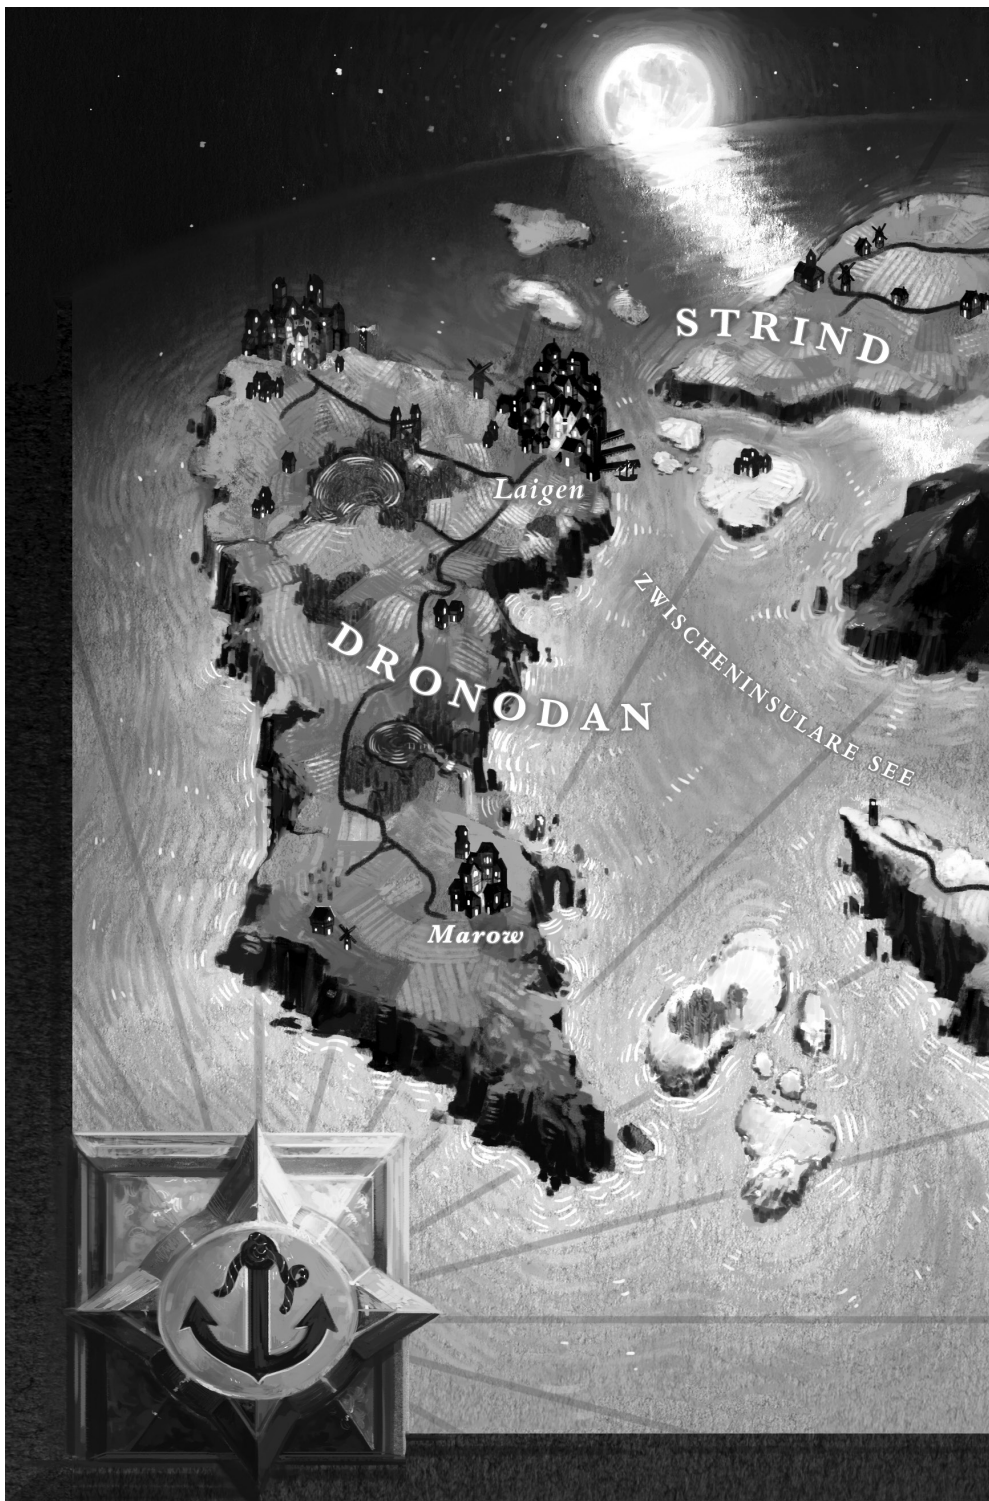 STRIND
Laigen
ZWISCHENINSULARE SEE
DRONODAN
Marow